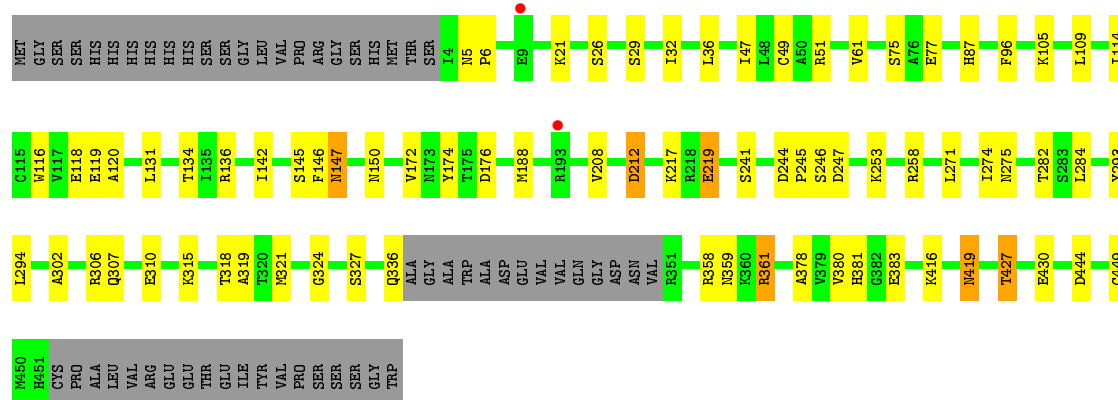 MET GLY SER SER HIS HIS HIS HIS HIS HIS SER SER GLY LEU VAL PRO ARG GLY SER HIS MET THR SER I4 N5 P6 E9 K21 S26 S29 I32 L36 I47 L48 C49 A50 R51 V61 S75 A76 E77 H87 F96 K105 L109 I114
C115 W116 V117 E118 E119 A120 L131 T134 I135 R136 I142 S145 F146 N147 N150 V172 N173 Y174 T175 D176 M188 R193 V208 D212 K217 R218 E219 S241 D244 P245 S246 D247 K253 R258 L271 I274 N275 T282 S283 L284 Y293
L294 A302 R306 Q307 E310 K315 T318 A319 T320 M321 G324 S327 Q336 ALA GLY ALA TRP ALA ASP GLU VAL VAL GLN GLY ASP ASN VAL R351 R358 N359 K360 R361 A378 V379 V380 H381 G382 E383 K416 N419 T427 E430 D444 C449
M450 H451 CYS PRO ALA LEU VAL ARG GLU GLU THR GLU ILE TYR VAL PRO SER SER SER GLY TRP